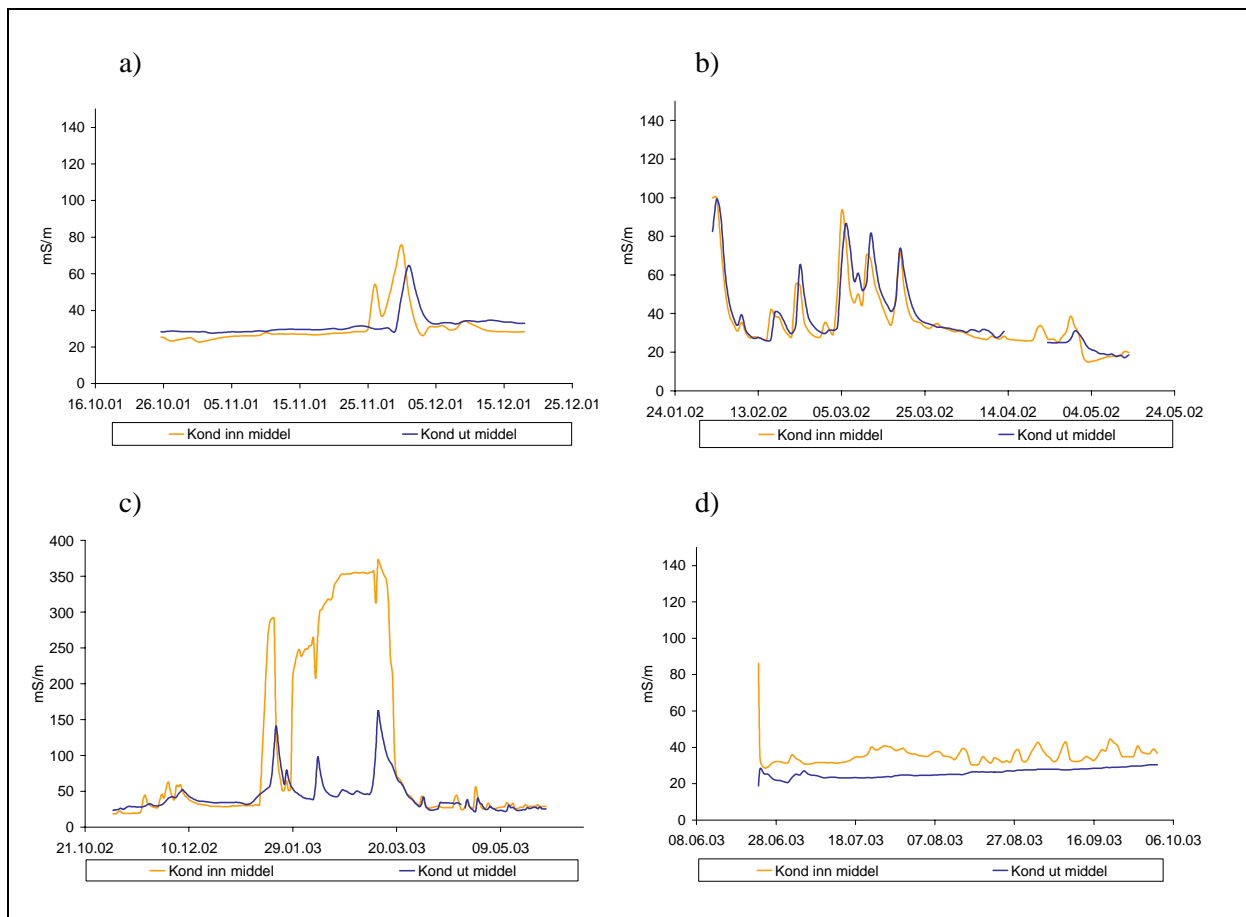 a)
140
120
100
80
60
40
20
0
mS/m
16.10.01 26.10.01 05.11.01 15.11.01 25.11.01 05.12.01 15.12.01 25.12.01
Kond inn middel Kond ut middel
b)
140
120
100
80
60
40
20
0
mS/m
24.01.02 13.02.02 05.03.02 25.03.02 14.04.02 04.05.02 24.05.02
Kond inn middel Kond ut middel
c)
400
350
300
250
200
150
100
50
0
mS/m
21.10.02 10.12.02 29.01.03 20.03.03 09.05.03
Kond inn middel Kond ut middel
d)
140
120
100
80
60
40
20
0
mS/m
08.06.03 28.06.03 18.07.03 07.08.03 27.08.03 16.09.03 06.10.03
Kond inn middel Kond ut middel